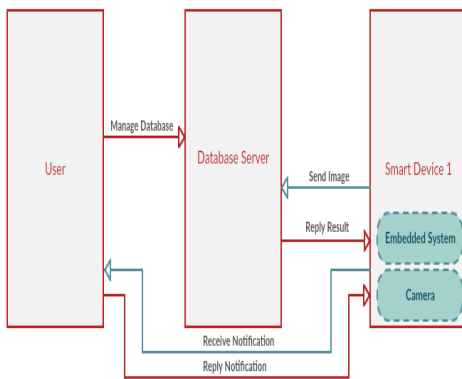 Manage Database
User
Database Server
Smart Device 1
Send Image
Reply Result
Embedded System
Camera
Receive Notification
Reply Notification